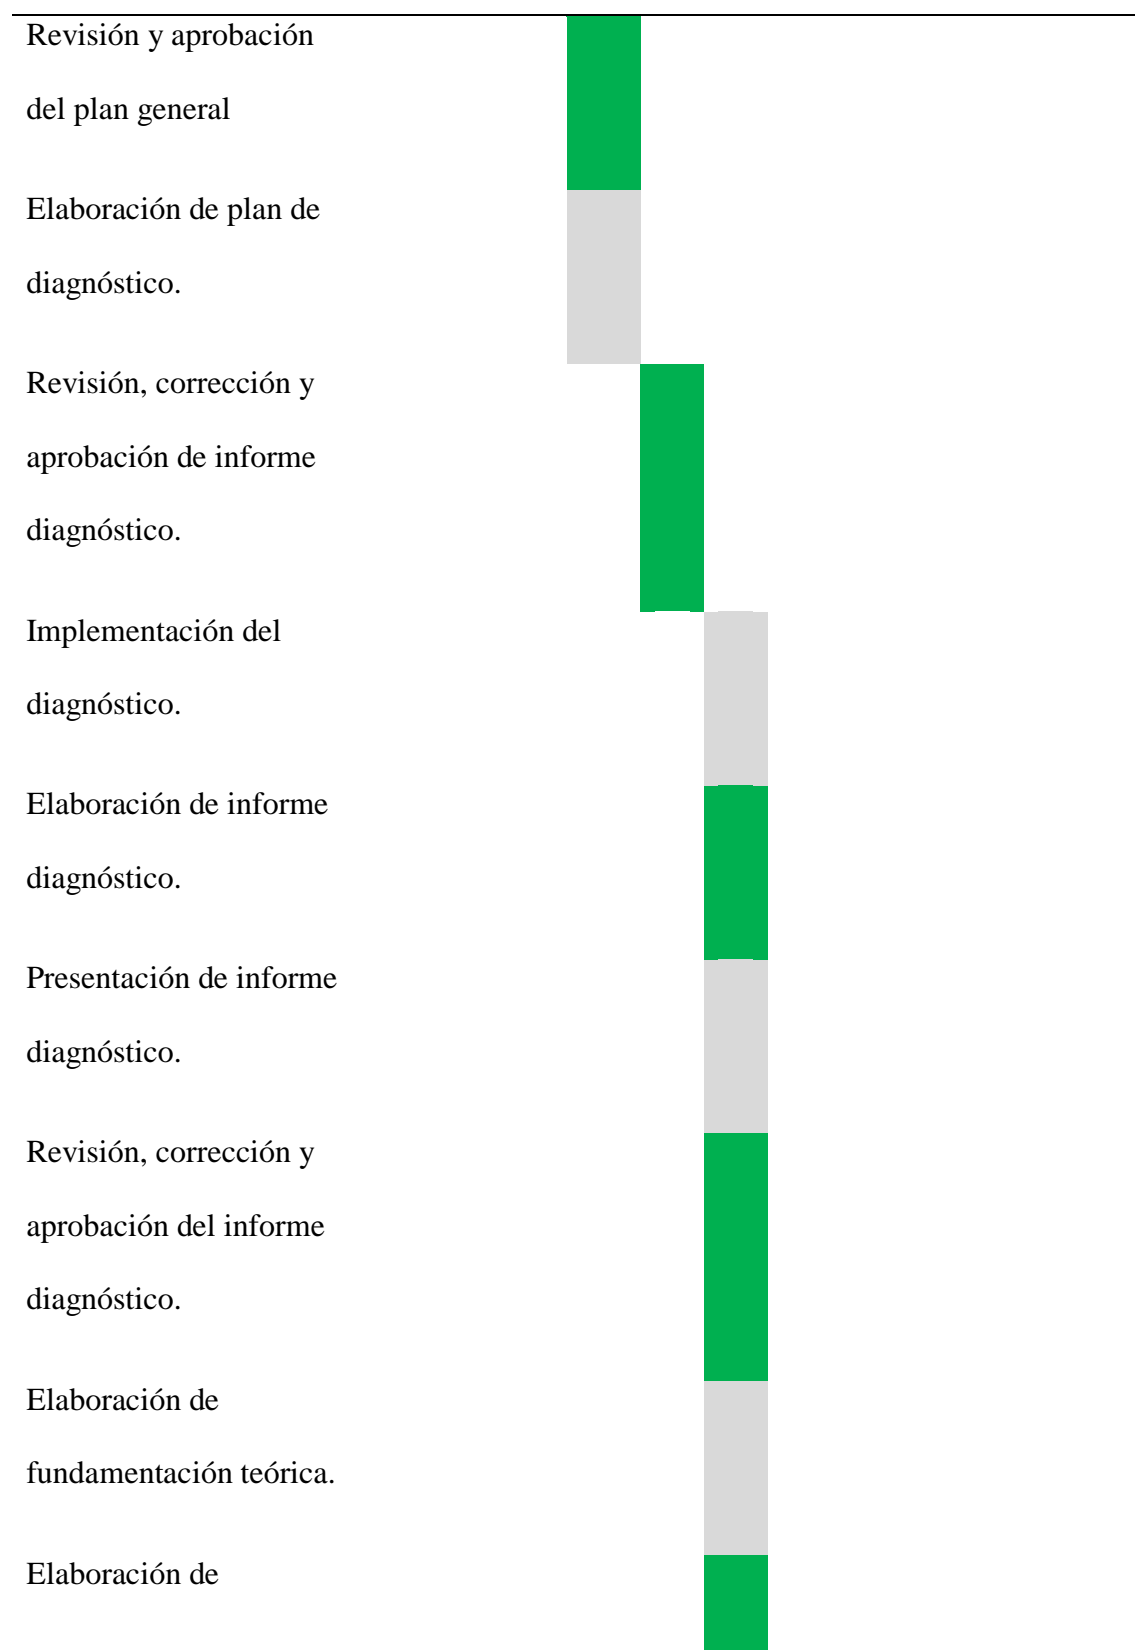 Revisión y aprobación
del plan general
Elaboración de plan de
diagnóstico.
Revisión, corrección y
aprobación de informe
diagnóstico.
Implementación del
diagnóstico.
Elaboración de informe
diagnóstico.
Presentación de informe
diagnóstico.
Revisión, corrección y
aprobación del informe
diagnóstico.
Elaboración de
fundamentación teórica.
Elaboración de